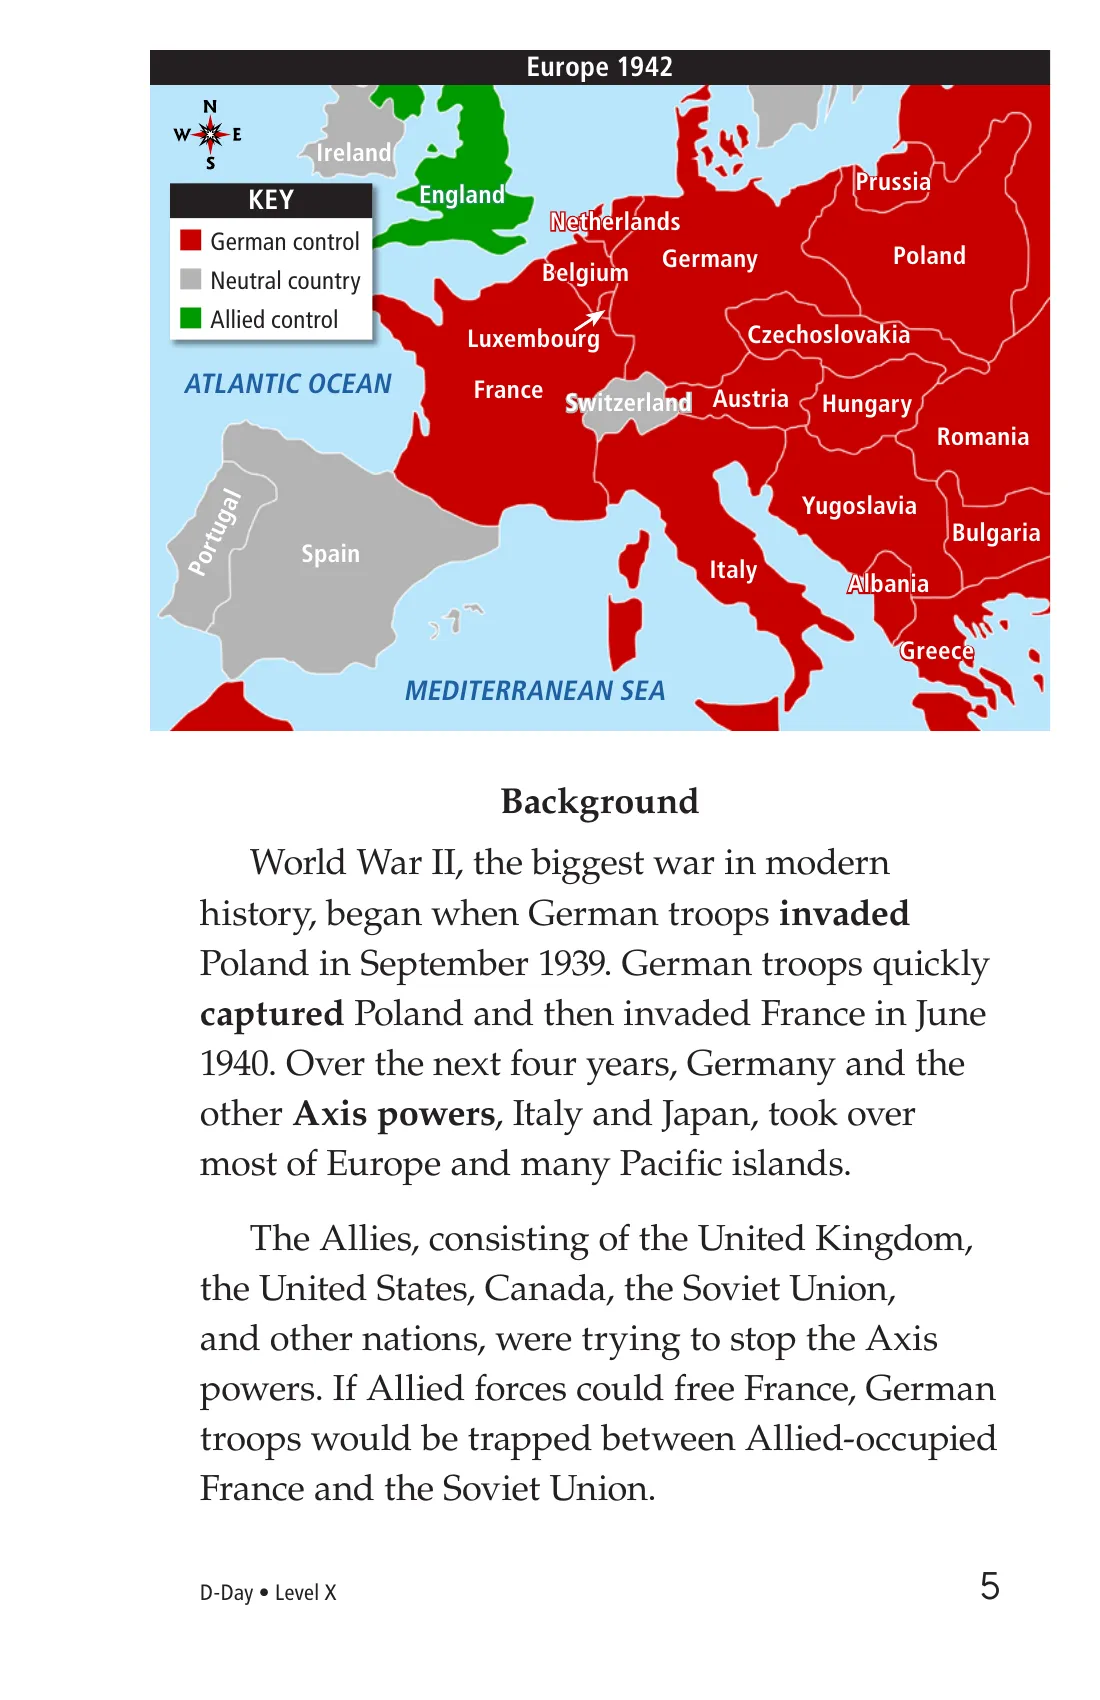 Europe 1942
N
W E
S
KEY
German control
Neutral country
Allied control
Ireland
England
Netherlands
Belgium
Luxembourg
Germany
Prussia
Poland
Czechoslovakia
ATLANTIC OCEAN
France
Switzerland
Austria
Hungary
Romania
Portugal
Spain
Yugoslavia
Bulgaria
Italy
Albania
Greece
MEDITERRANEAN SEA
Background
World War II, the biggest war in modern
history, began when German troops invaded
Poland in September 1939. German troops quickly
captured Poland and then invaded France in June
1940. Over the next four years, Germany and the
other Axis powers, Italy and Japan, took over
most of Europe and many Pacific islands.
The Allies, consisting of the United Kingdom,
the United States, Canada, the Soviet Union,
and other nations, were trying to stop the Axis
powers. If Allied forces could free France, German
troops would be trapped between Allied-occupied
France and the Soviet Union.
D-Day • Level X
5